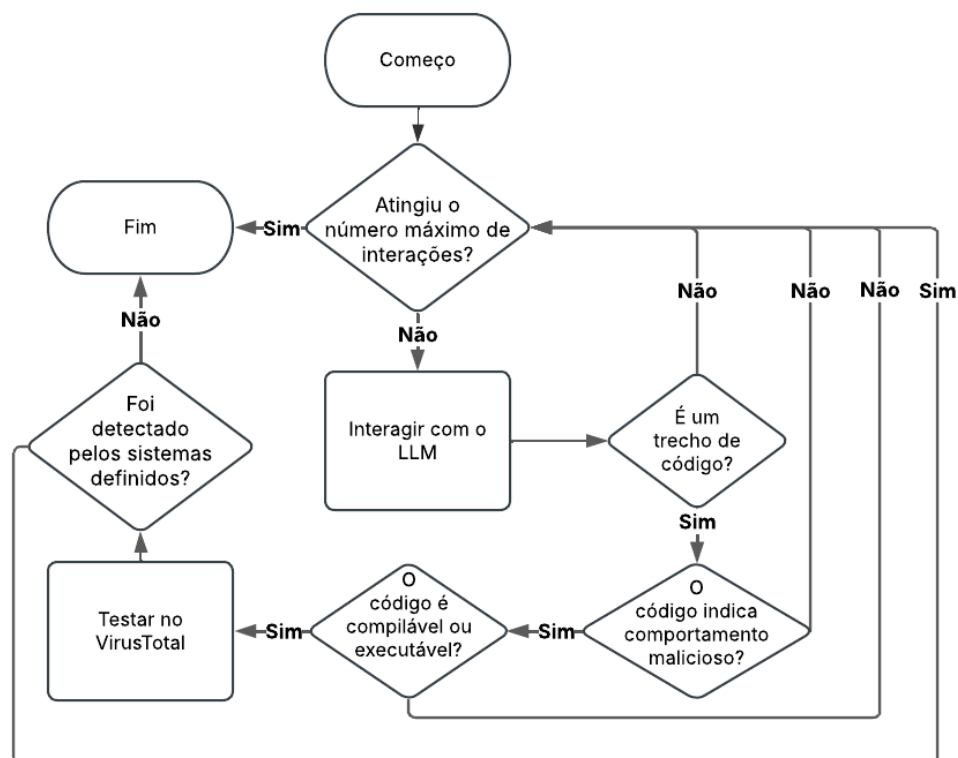 Começo
Atingiu o
número máximo de
interações?
Sim
Fim
Não
Não
Não
Não
Sim
Não
Interagir com o
LLM
É um
trecho de
código?
Foi
detectado
pelos sistemas
definidos?
Sim
Testar no
VirusTotal
Sim
O
código é
compilável ou
executável?
Sim
O
código indica
comportamento
malicioso?